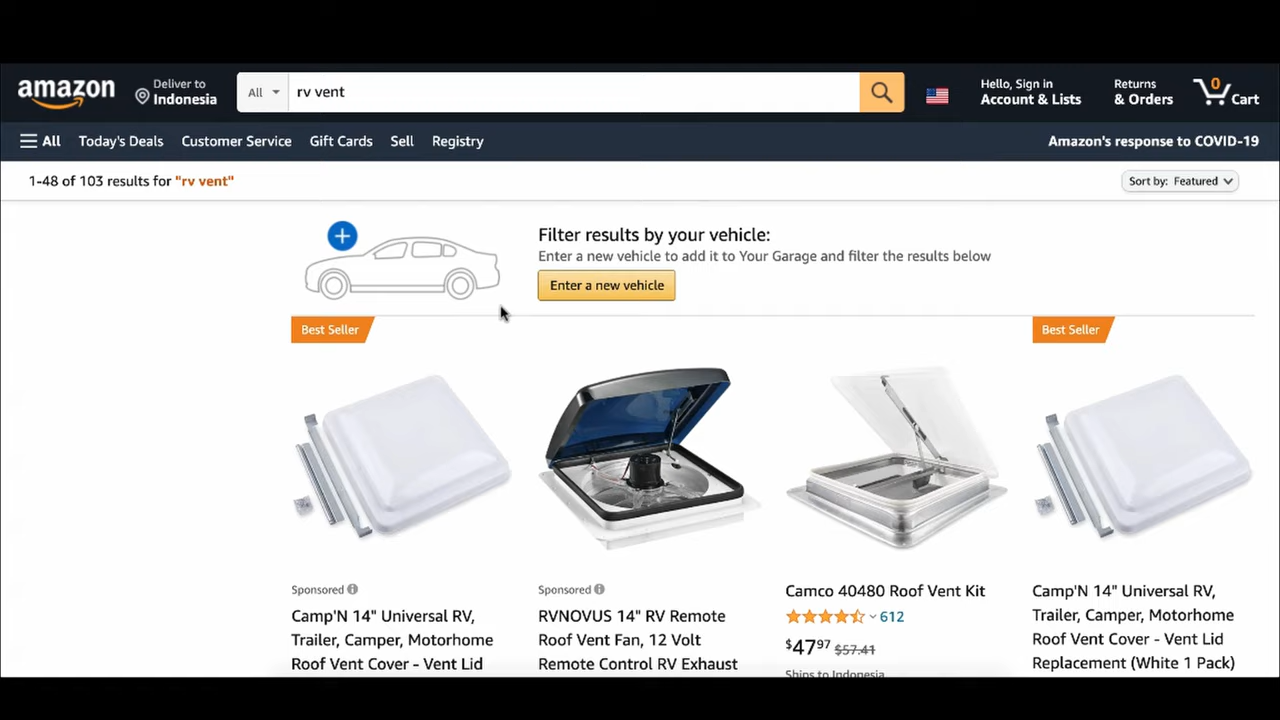 amazon
Deliver to
Indonesia
All
rv vent
Hello, Sign in
Account & Lists
Returns
& Orders
0
Cart
All
Today's Deals
Customer Service
Gift Cards
Sell
Registry
Amazon's response to COVID-19
1-48 of 103 results for "rv vent"
Sort by: Featured
Filter results by your vehicle:
Enter a new vehicle to add it to Your Garage and filter the results below
Enter a new vehicle
Best Seller
Sponsored
Camp'N 14" Universal RV,
Trailer, Camper, Motorhome
Roof Vent Cover - Vent Lid
Sponsored
RVNOVUS 14" RV Remote
Roof Vent Fan, 12 Volt
Remote Control RV Exhaust
Camco 40480 Roof Vent Kit
612
$4797 $57.41
Ships to Indonesia
Best Seller
Camp'N 14" Universal RV,
Trailer, Camper, Motorhome
Roof Vent Cover - Vent Lid
Replacement (White 1 Pack)